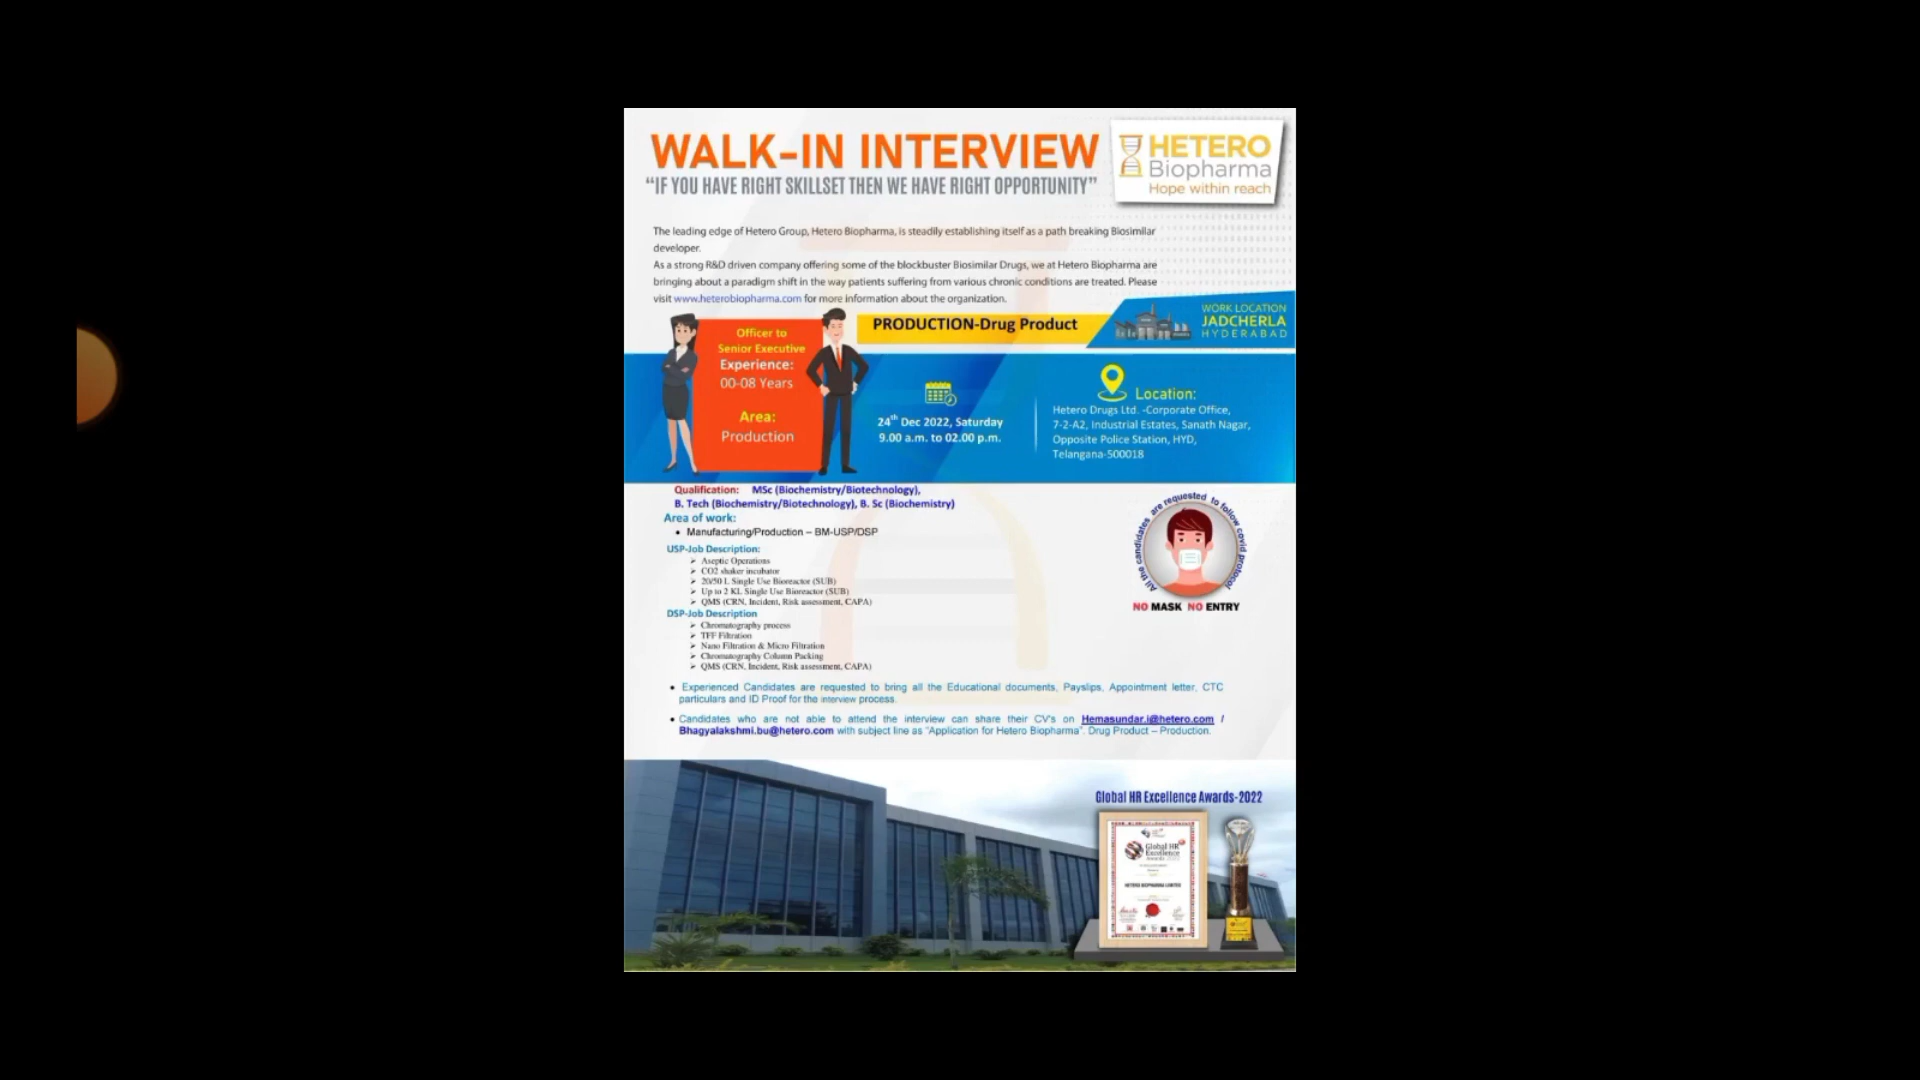 WALK-IN INTERVIEW
“IF YOU HAVE RIGHT SKILLSET THEN WE HAVE RIGHT OPPORTUNITY”
HETERO
Biopharma
Hope within reach
The leading edge of Hetero Group, Hetero Biopharma, is steadily establishing itself as a path breaking Biosimilar
developer.
As a strong R&D driven company offering some of the blockbuster Biosimilar Drugs, we at Hetero Biopharma are
bringing about a paradigm shift in the way patients suffering from various chronic conditions are treated. Please
visit www.heterobiopharma.com for more information about the organization.
WORK LOCATION
JADCHERLA
HYDERABAD
PRODUCTION-Drug Product
Officer to
Senior Executive
Experience:
00-08 Years
Area:
Production
24th Dec 2022, Saturday
9.00 a.m. to 02.00 p.m.
Location:
Hetero Drugs Ltd. -Corporate Office,
7-2-A2, Industrial Estates, Sanath Nagar,
Opposite Police Station, HYD,
Telangana-500018
Qualification: MSc (Biochemistry/Biotechnology),
B. Tech (Biochemistry/Biotechnology), B. Sc (Biochemistry)
Area of work:
• Manufacturing/Production – BM-USP/DSP
USP-Job Description:
➢ Aseptic Operations
➢ CO2 shaker incubator
➢ 20/50 L Single Use Bioreactor (SUB)
➢ Up to 2 KL Single Use Bioreactor (SUB)
➢ QMS (CRN, Incident, Risk assessment, CAPA)
DSP-Job Description
➢ Chromatography process
➢ TFF Filtration
➢ Nano Filtration & Micro Filtration
➢ Chromatography Column Packing
➢ QMS (CRN, Incident, Risk assessment, CAPA)
All the candidates are requested to follow covid protocol
NO MASK NO ENTRY
• Experienced Candidates are requested to bring all the Educational documents, Payslips, Appointment letter, CTC
particulars and ID Proof for the interview process.
• Candidates who are not able to attend the interview can share their CV's on Hemasundar.i@hetero.com /
Bhagyalakshmi.bu@hetero.com with subject line as “Application for Hetero Biopharma”. Drug Product – Production.
Global HR Excellence Awards-2022
Global HR
Excellence
Awards
HETERO BIOPHARMA LIMITED